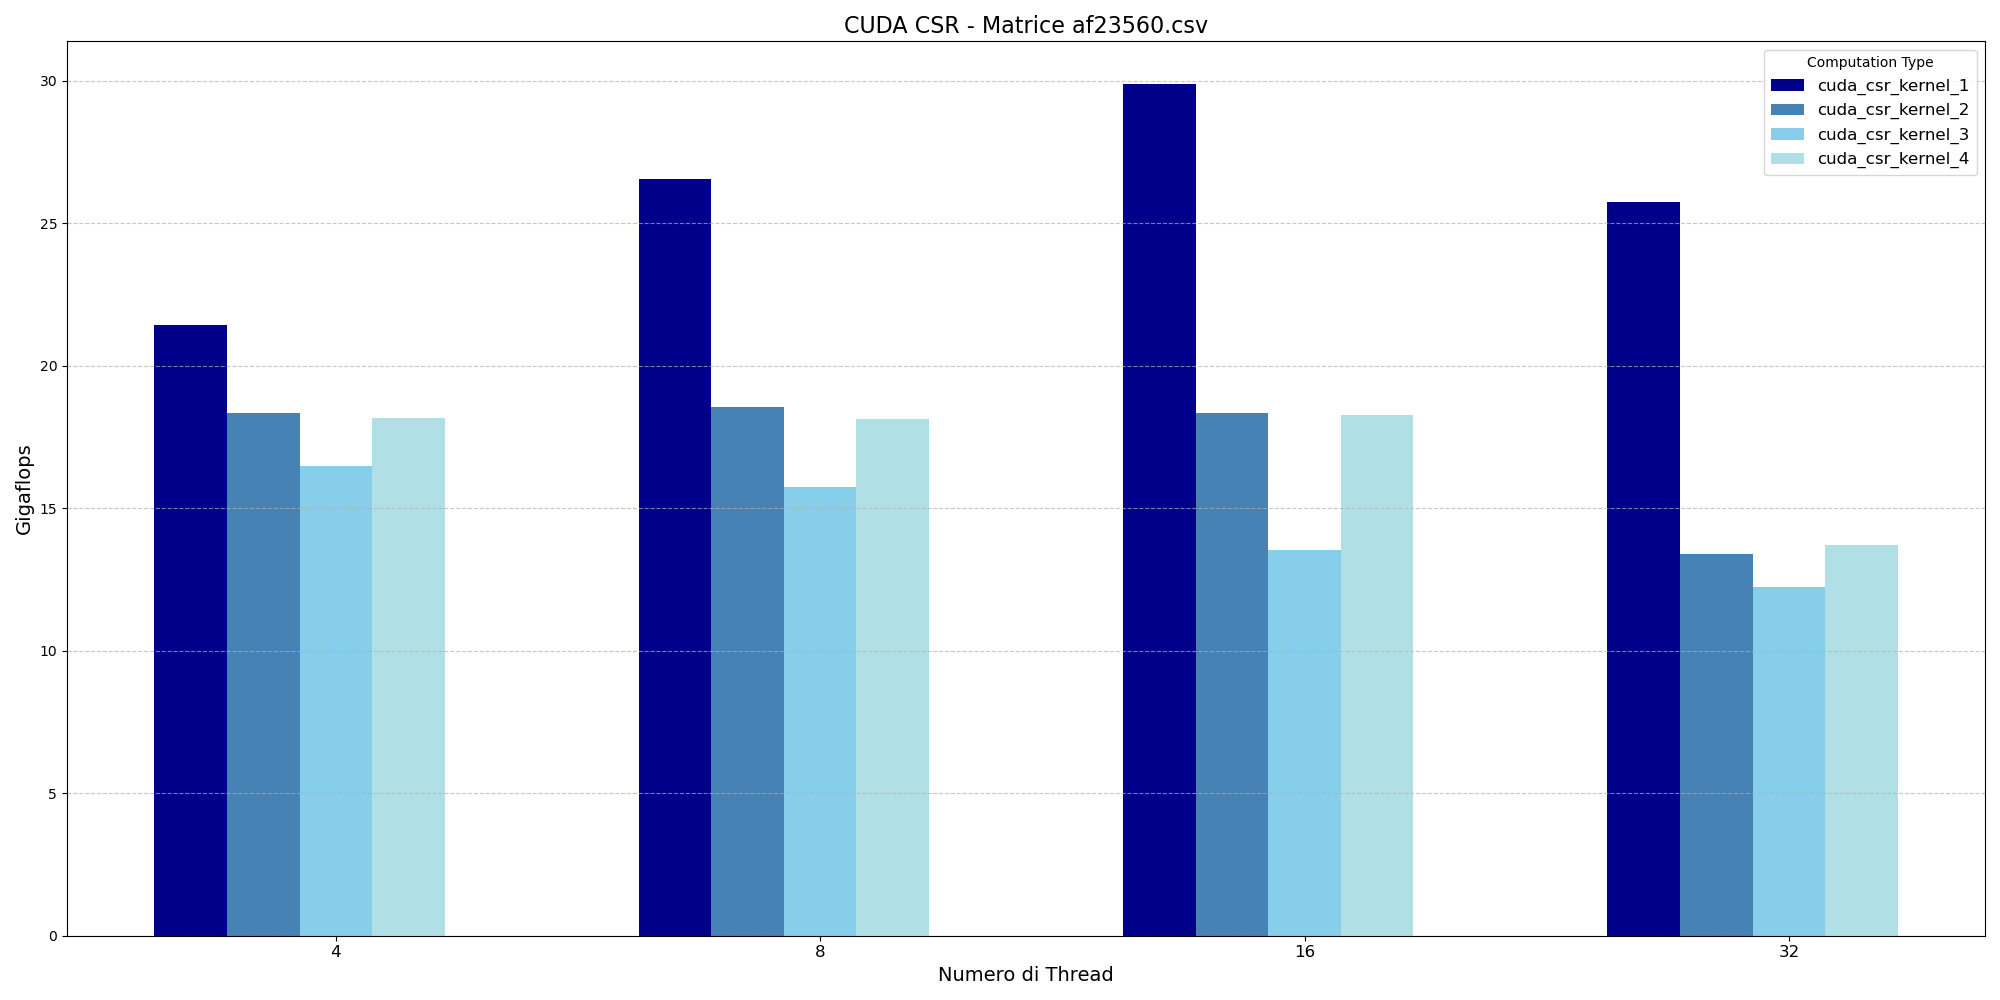 CUDA CSR - Matrice af23560.csv
Computation Type
cuda_csr_kernel_1
cuda_csr_kernel_2
cuda_csr_kernel_3
cuda_csr_kernel_4
Gigaflops
30
25
20
15
10
5
0
4
8
16
32
Numero di Thread